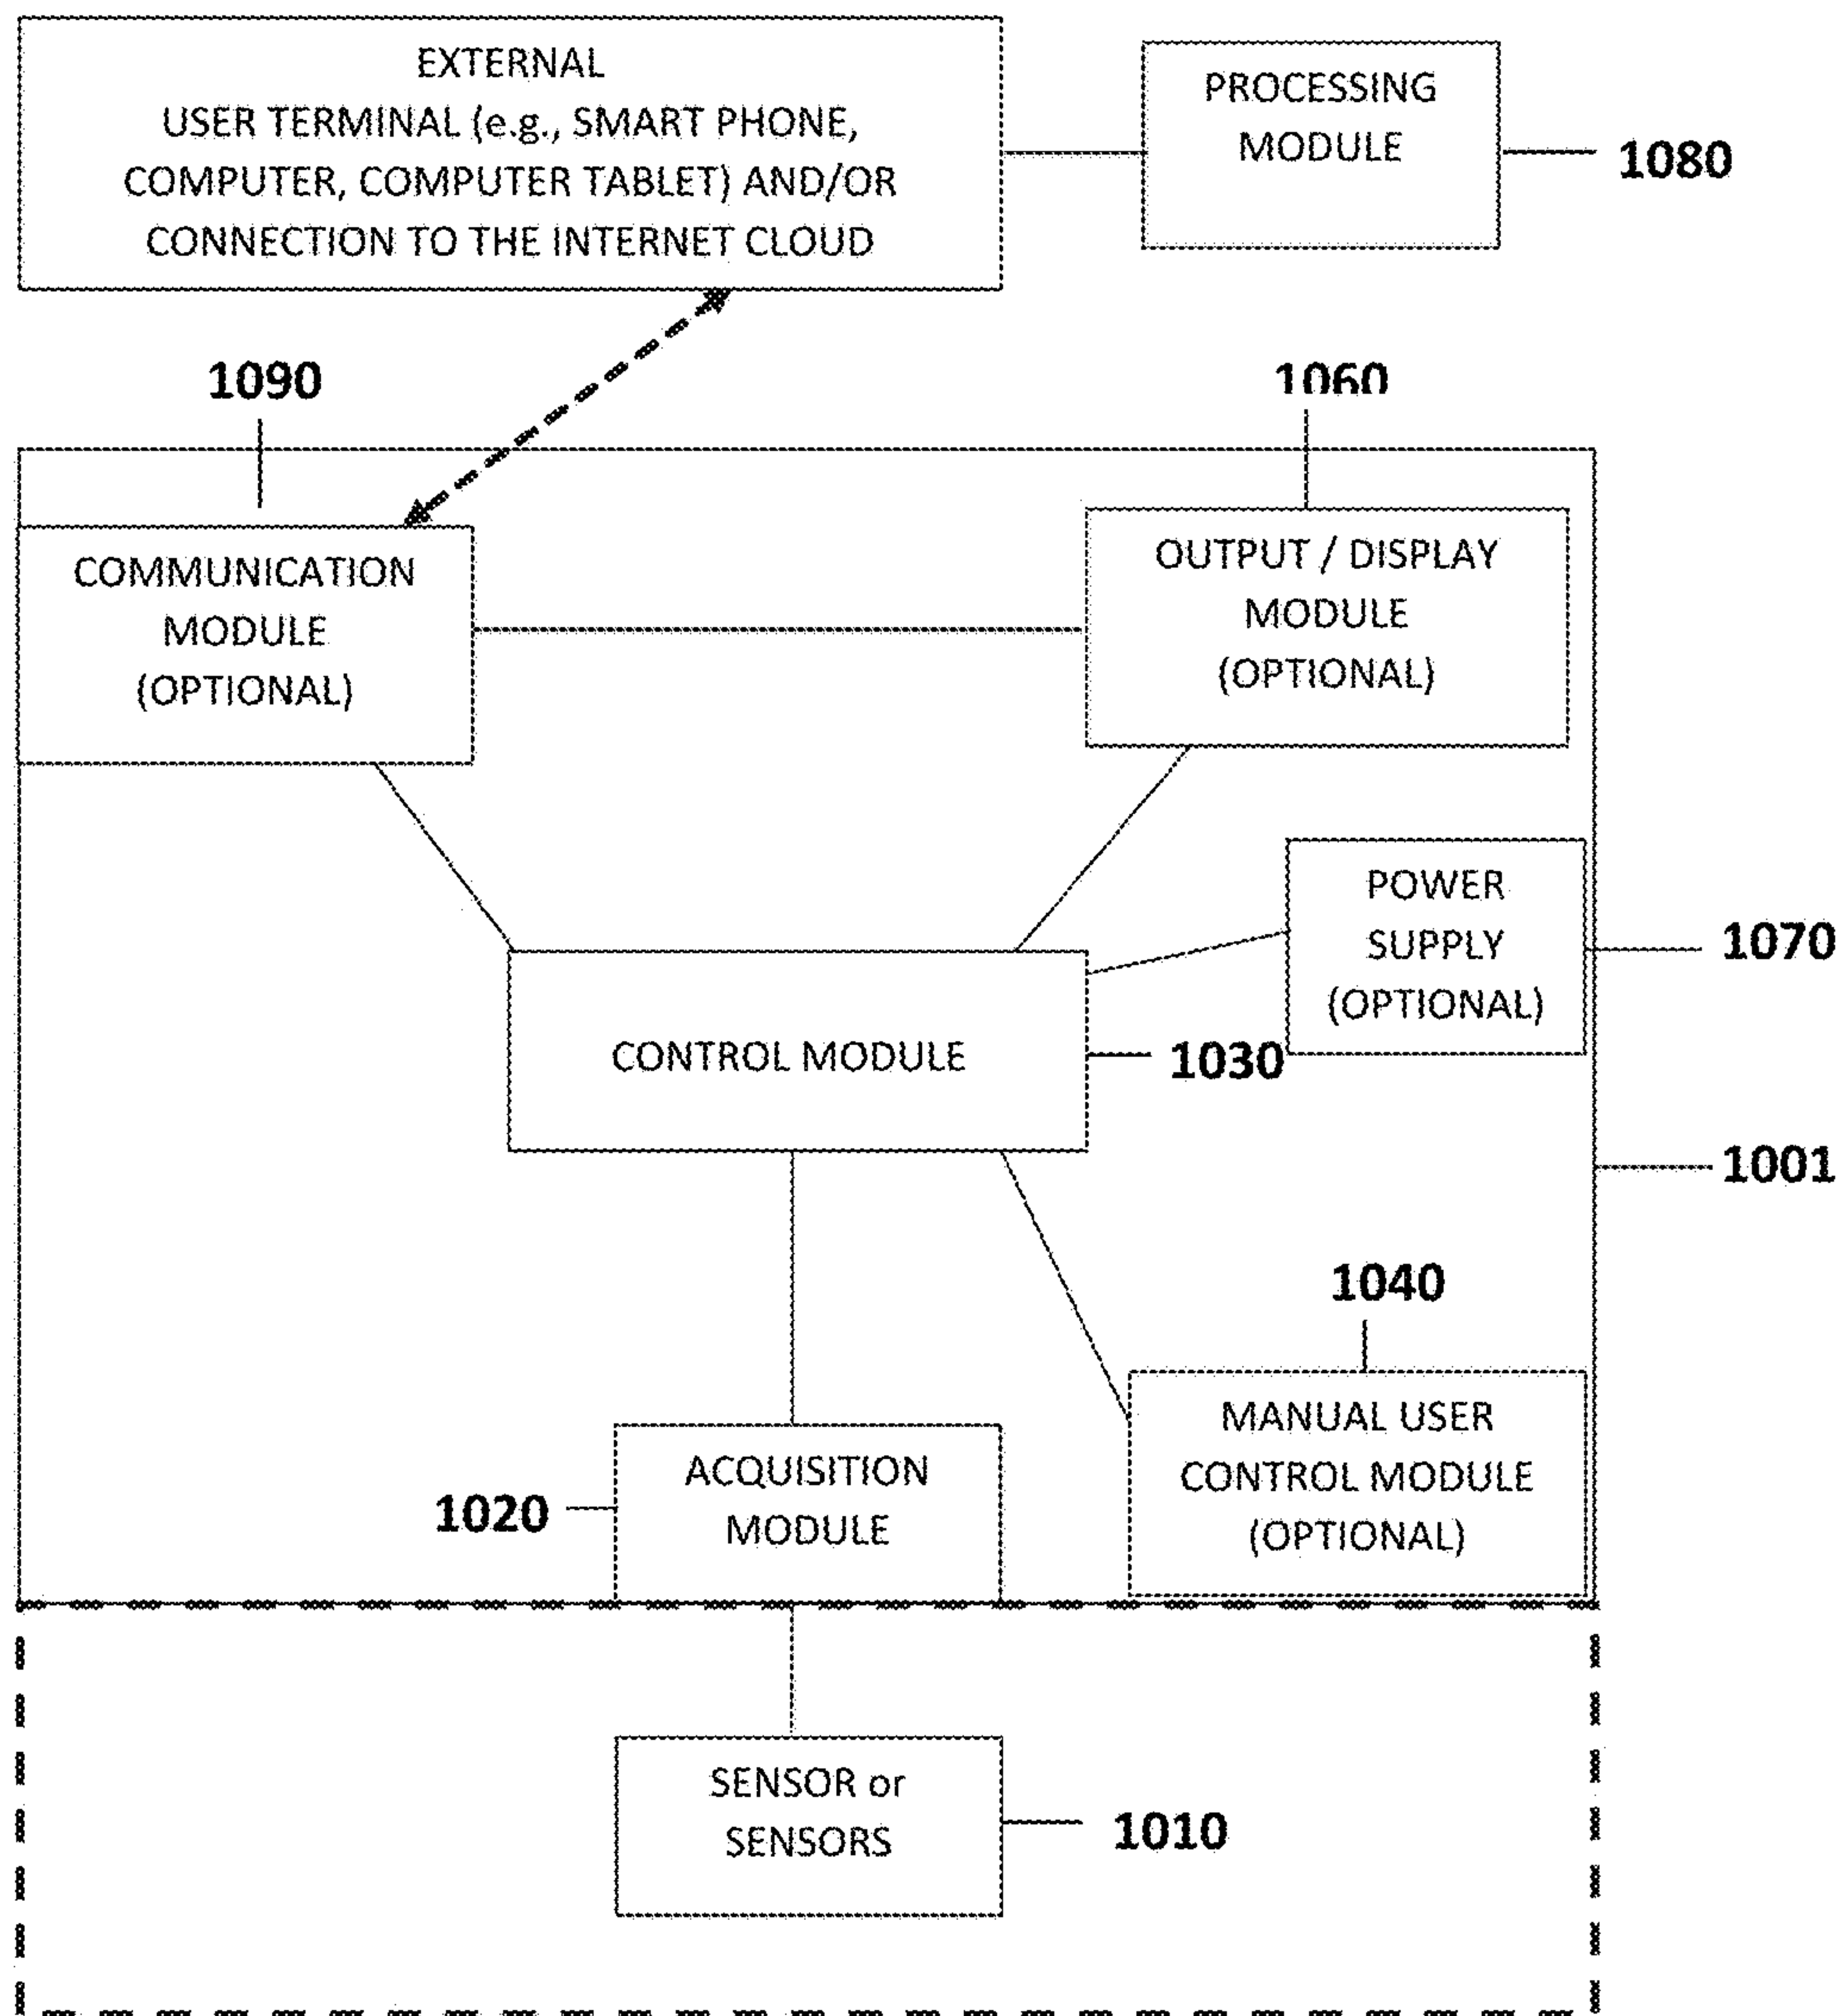 EXTERNAL
USER TERMINAL (e.g., SMART PHONE,
COMPUTER, COMPUTER TABLET) AND/OR
CONNECTION TO THE INTERNET CLOUD
PROCESSING
MODULE
1080
1090
1060
COMMUNICATION
MODULE
(OPTIONAL)
OUTPUT / DISPLAY
MODULE
(OPTIONAL)
POWER
SUPPLY
(OPTIONAL)
1070
CONTROL MODULE
1030
1001
1040
MANUAL USER
CONTROL MODULE
(OPTIONAL)
ACQUISITION
MODULE
1020
SENSOR or
SENSORS
1010